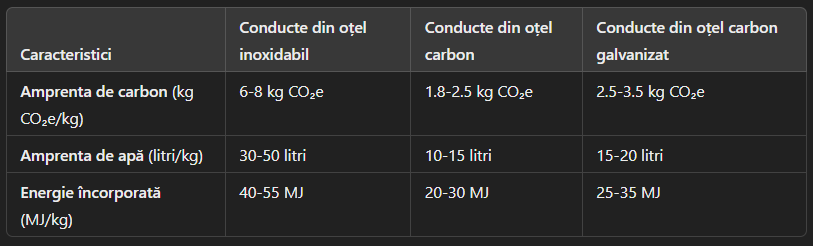 Caracteristici
Conducte din oțel
inoxidabil
Conducte din oțel
carbon
Conducte din oțel carbon
galvanizat
Amprenta de carbon (kg
CO₂e/kg)
6-8 kg CO₂e
1.8-2.5 kg CO₂e
2.5-3.5 kg CO₂e
Amprenta de apă (litri/kg)
30-50 litri
10-15 litri
15-20 litri
Energie încorporată
(MJ/kg)
40-55 MJ
20-30 MJ
25-35 MJ